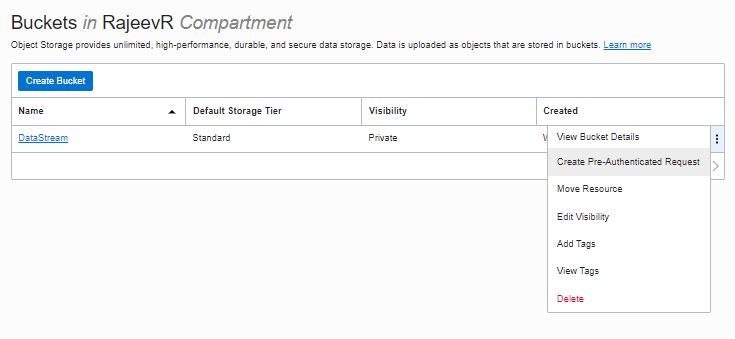 Buckets in RajeevR Compartment
Object Storage provides unlimited, high-performance, durable, and secure data storage. Data is uploaded as objects that are stored in buckets. Learn more
Create Bucket
Name Default Storage Tier Visibility Created
DataStream Standard Private
View Bucket Details
Create Pre-Authenticated Request
Move Resource
Edit Visibility
Add Tags
View Tags
Delete